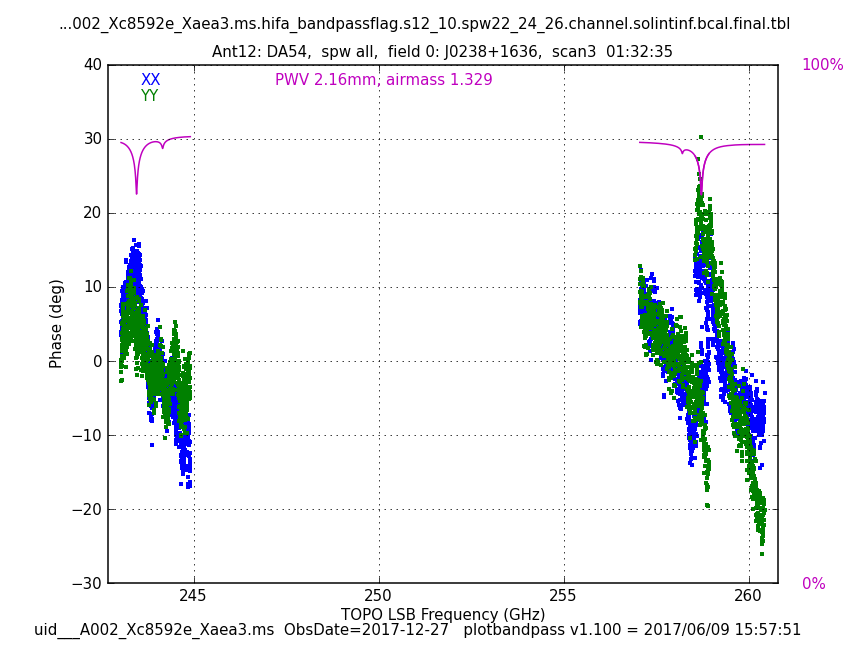 ...002_Xc8592e_Xaea3.ms.hifa_bandpassflag.s12_10.spw22_24_26.channel.solintinf.bcal.final.tbl
Ant12: DA54,  spw all,  field 0: J0238+1636,  scan3  01:32:35
40 100%
XX PWV 2.16mm, airmass 1.329
YY
30
20
10
Phase (deg)
0
−10
−20
−30 0%
245 250 255 260
TOPO LSB Frequency (GHz)
uid___A002_Xc8592e_Xaea3.ms  ObsDate=2017-12-27   plotbandpass v1.100 = 2017/06/09 15:57:51